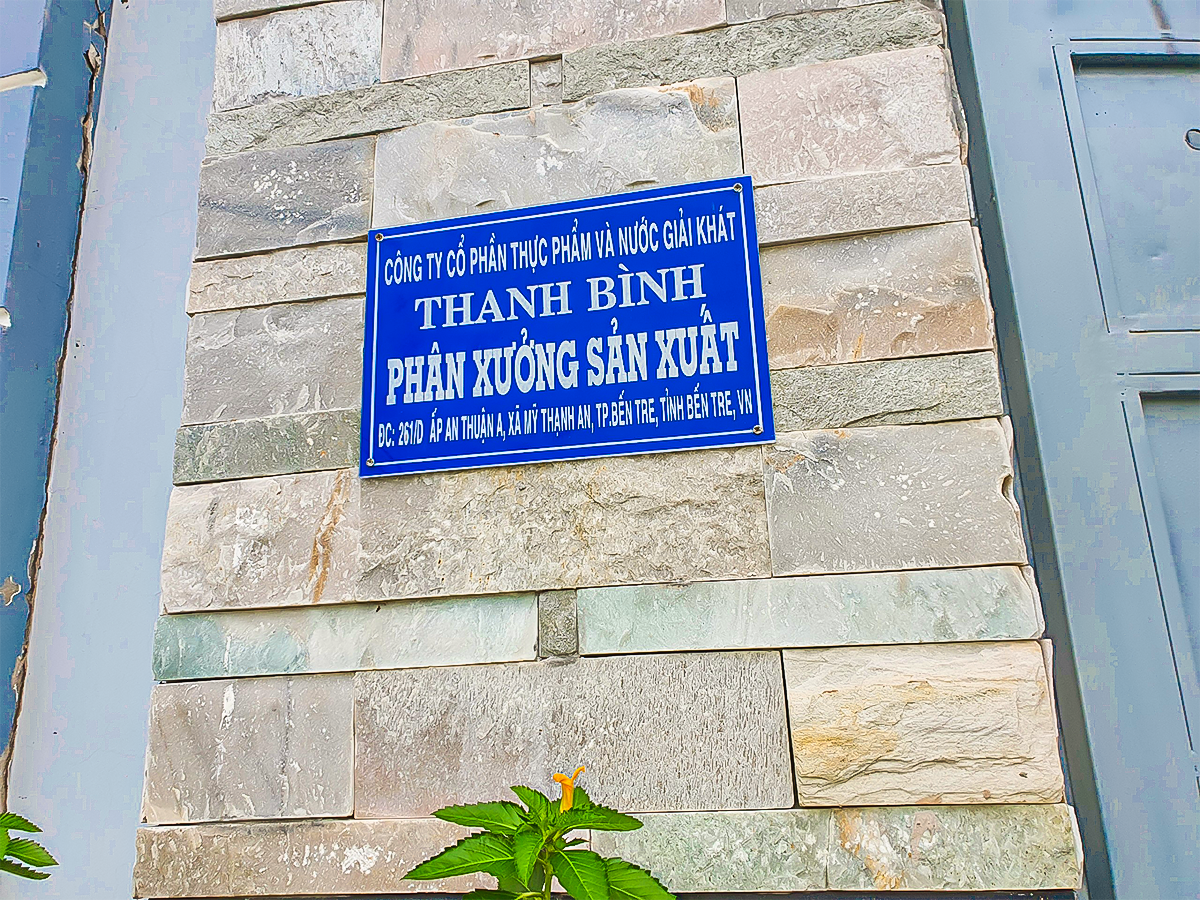 CÔNG TY CỔ PHẦN THỰC PHẨM VÀ NƯỚC GIẢI KHÁT
THANH BÌNH
PHÂN XƯỞNG SẢN XUẤT
ĐC: 261/D ẤP AN THUẬN A, XÃ MỸ THẠNH AN, TP.BẾN TRE, TỈNH BẾN TRE, VN